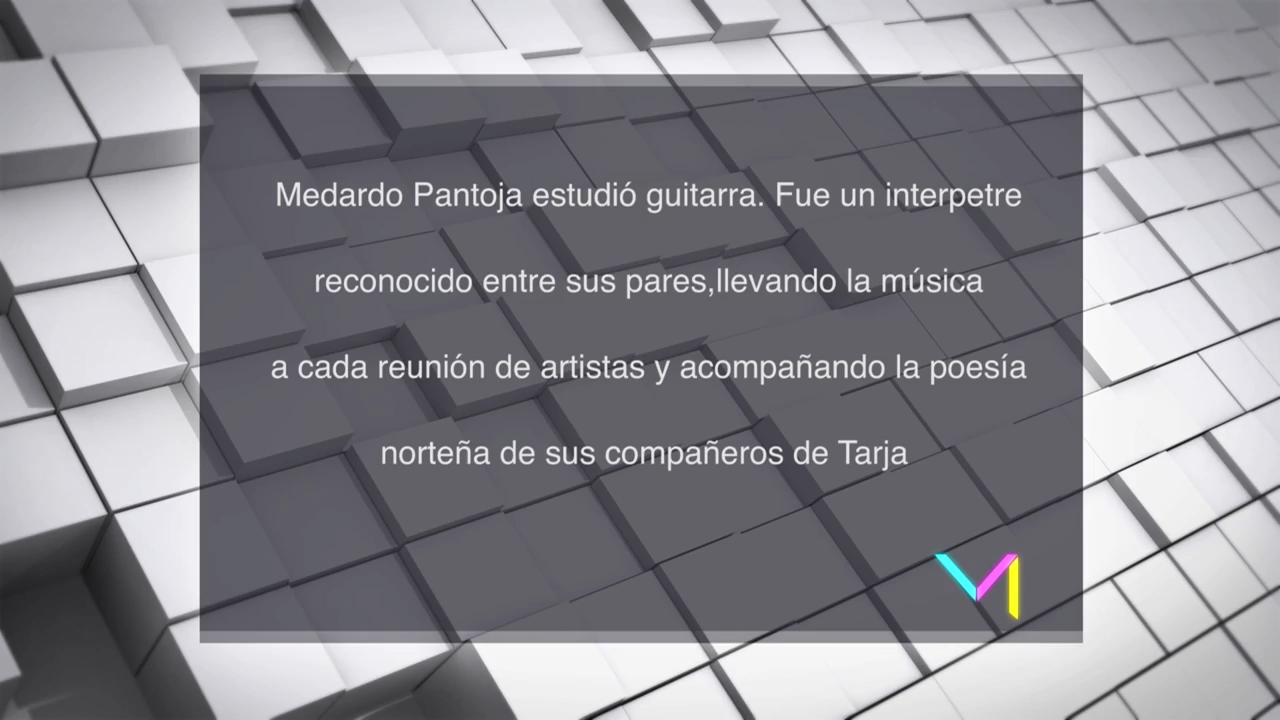 Medardo Pantoja estudió guitarra. Fue un interpetre
reconocido entre sus pares,llevando la música
a cada reunión de artistas y acompañando la poesía
norteña de sus compañeros de Tarja